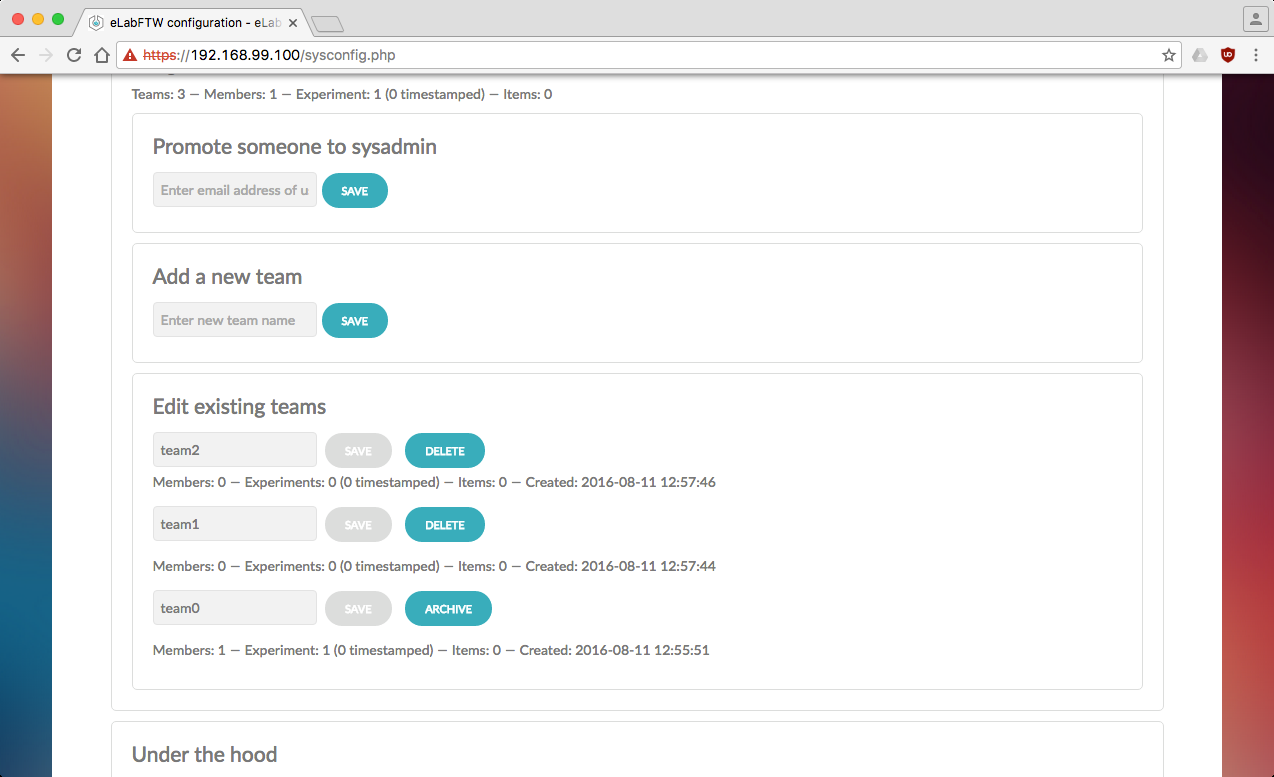 eLabFTW configuration - eLab
https://192.168.99.100/sysconfig.php
Teams: 3 — Members: 1 — Experiment: 1 (0 timestamped) — Items: 0
Promote someone to sysadmin
Enter email address of u
SAVE
Add a new team
Enter new team name
SAVE
Edit existing teams
team2
SAVE
DELETE
Members: 0 — Experiments: 0 (0 timestamped) — Items: 0 — Created: 2016-08-11 12:57:46
team1
SAVE
DELETE
Members: 0 — Experiments: 0 (0 timestamped) — Items: 0 — Created: 2016-08-11 12:57:44
team0
SAVE
ARCHIVE
Members: 1 — Experiment: 1 (0 timestamped) — Items: 0 — Created: 2016-08-11 12:55:51
Under the hood